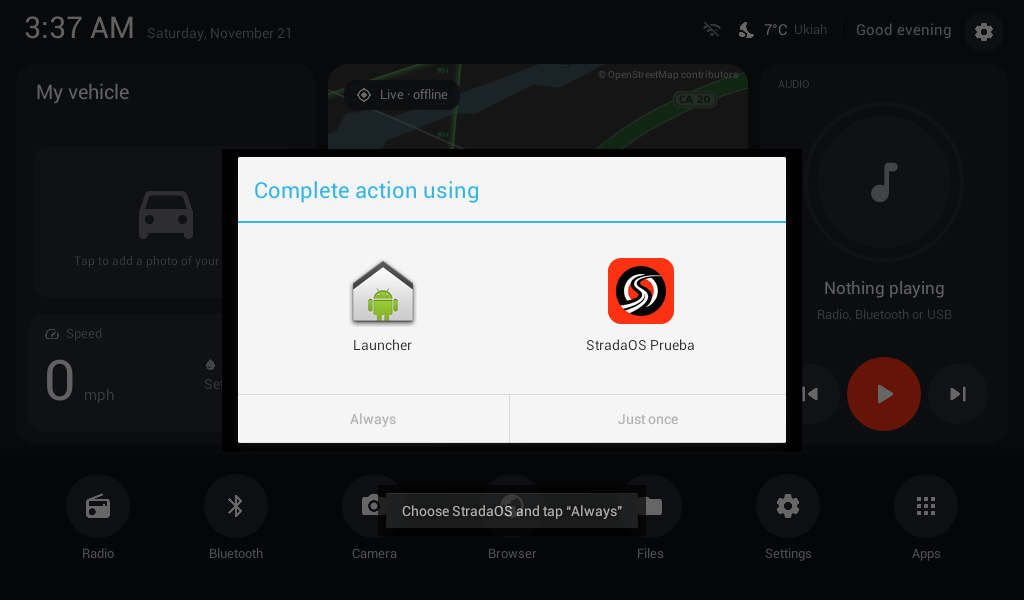 3:37 AM
Saturday, November 21
7°C
Ukiah
Good evening
My vehicle
RN
Live · offline
© OpenStreetMap contributors
CA 20
RN
AUDIO
Tap to add a photo of your
Complete action using
Launcher
StradaOS Prueba
Always
Just once
Nothing playing
Radio, Bluetooth or USB
Speed
0 mph
Choose StradaOS and tap “Always”
Radio
Bluetooth
Camera
Browser
Files
Settings
Apps